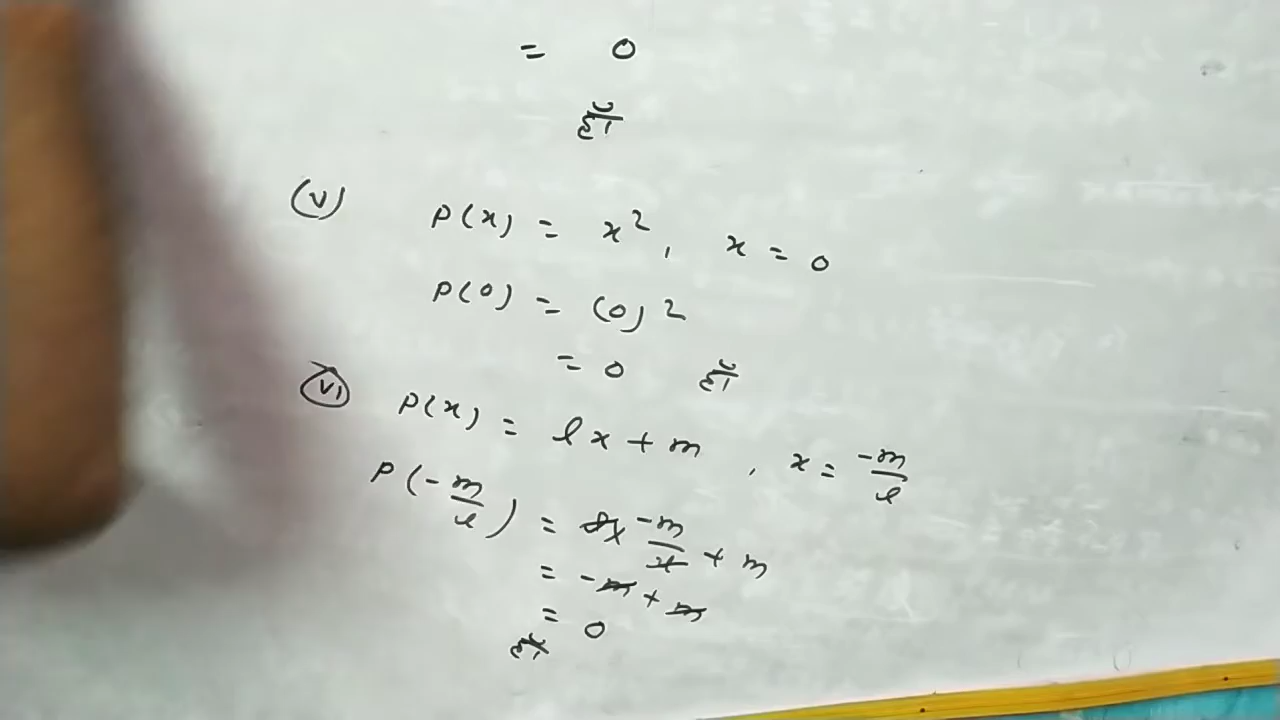 = 0
हाँ
(v) p(x) = x², x = 0
p(0) = (0)²
= 0 हाँ
(vi) p(x) = lx + m , x = -m/l
p(-m/l) = l× -m/l + m
= -m + m
= 0
हाँ